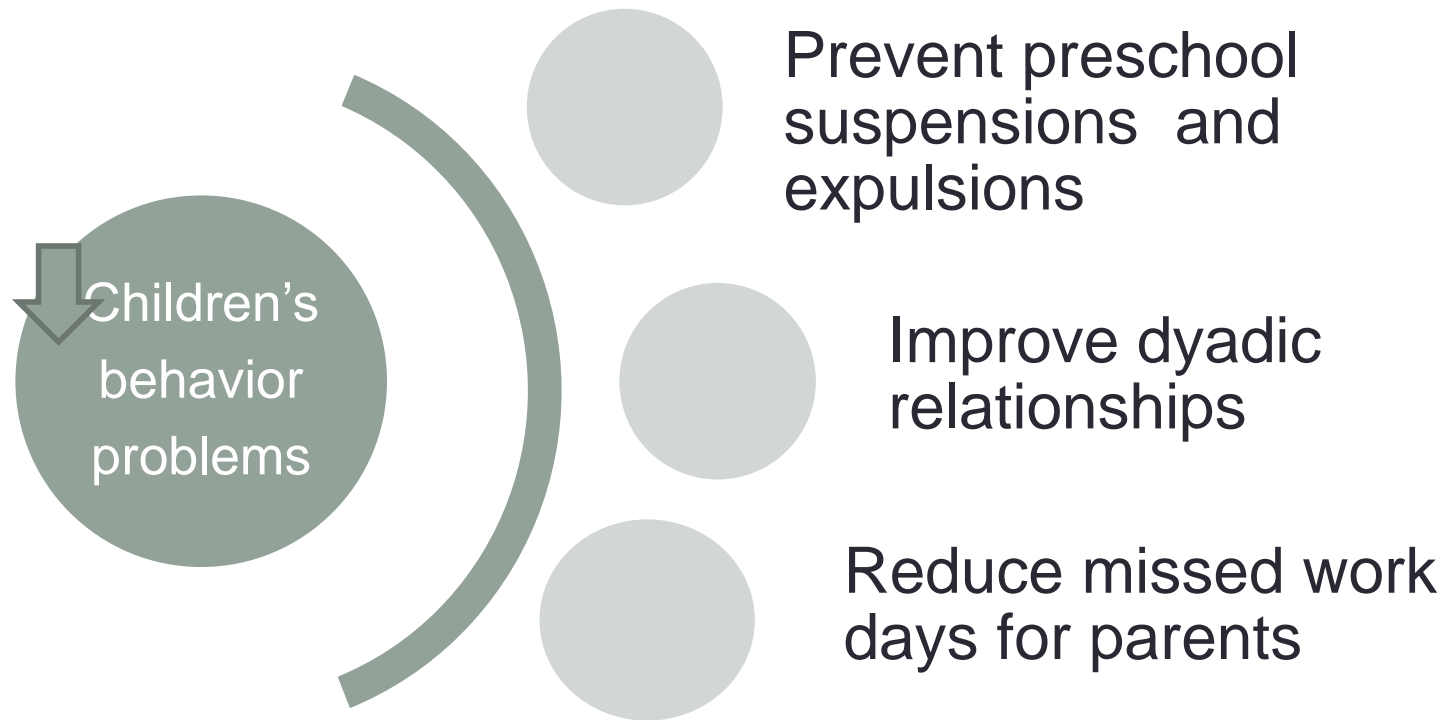 Children’s
behavior
problems
Prevent preschool
suspensions  and
expulsions
Improve dyadic
relationships
Reduce missed work
days for parents